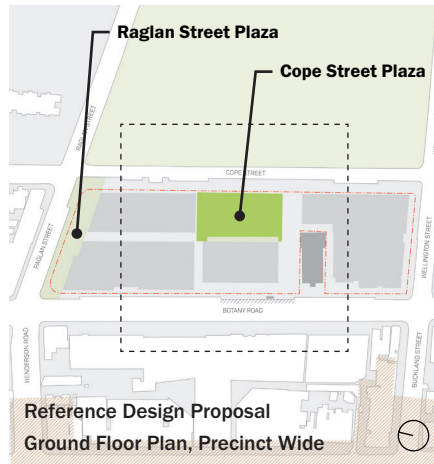 Raglan Street Plaza
Cope Street Plaza
RAGLAN STREET
COPE STREET
RAGLAN STREET
WELLINGTON STREET
BOTANY ROAD
HENDERSON ROAD
BUCKLAND STREET
Reference Design Proposal
Ground Floor Plan, Precinct Wide